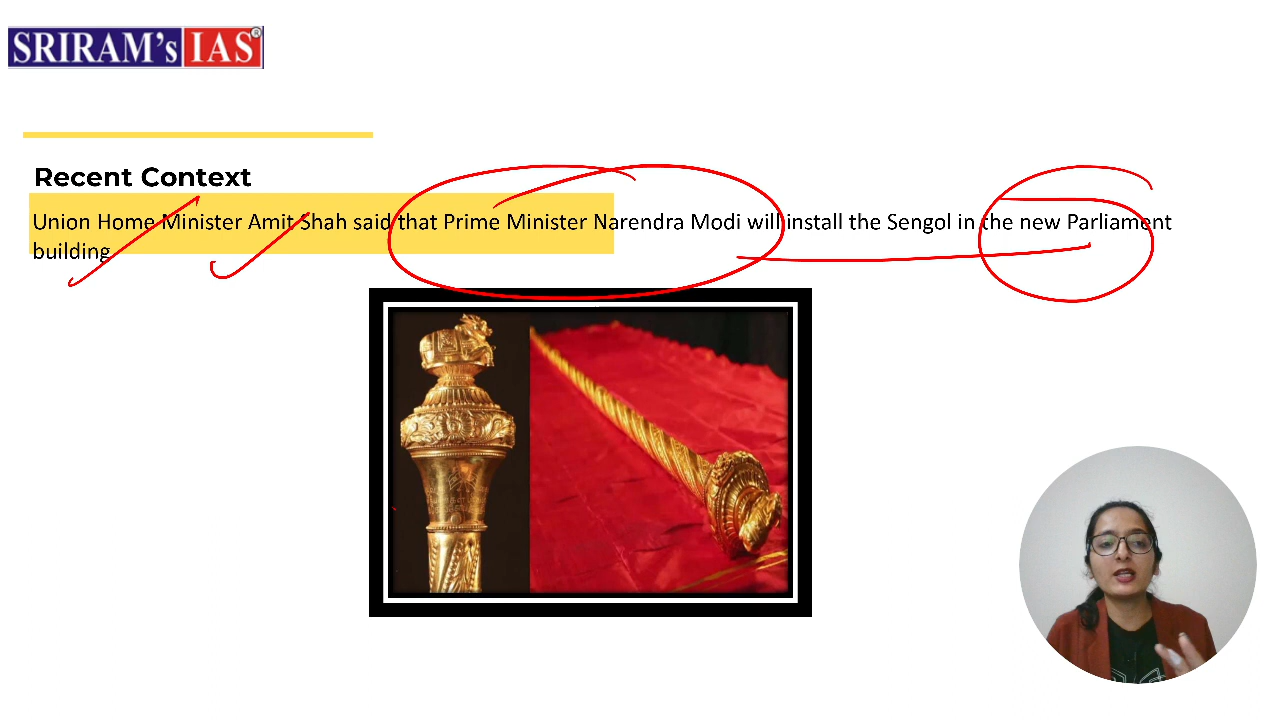 SRIRAM's IAS®
Recent Context
Union Home Minister Amit Shah said that Prime Minister Narendra Modi will install the Sengol in the new Parliament
building